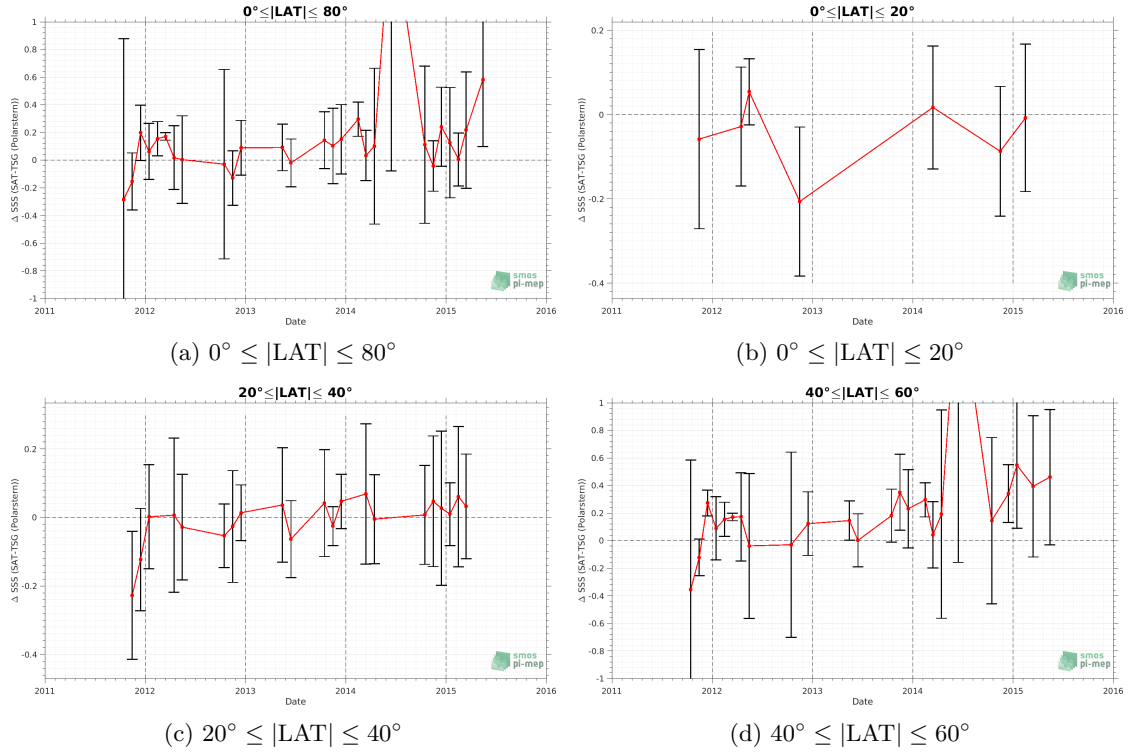 0°≤|LAT|≤ 80°
1
0.8
0.6
0.4
0.2
0
-0.2
-0.4
-0.6
-0.8
-1
Δ SSS (SAT-TSG (Polarstern))
2011 2012 2013 2014 2015 2016
Date
smos
pi-mep
(a) 0° ≤ |LAT| ≤ 80°
0°≤|LAT|≤ 20°
0.2
0
-0.2
-0.4
Δ SSS (SAT-TSG (Polarstern))
2011 2012 2013 2014 2015 2016
Date
smos
pi-mep
(b) 0° ≤ |LAT| ≤ 20°
20°≤|LAT|≤ 40°
0.2
0
-0.2
-0.4
Δ SSS (SAT-TSG (Polarstern))
2011 2012 2013 2014 2015 2016
Date
smos
pi-mep
(c) 20° ≤ |LAT| ≤ 40°
40°≤|LAT|≤ 60°
1
0.8
0.6
0.4
0.2
0
-0.2
-0.4
-0.6
-0.8
-1
Δ SSS (SAT-TSG (Polarstern))
2011 2012 2013 2014 2015 2016
Date
smos
pi-mep
(d) 40° ≤ |LAT| ≤ 60°